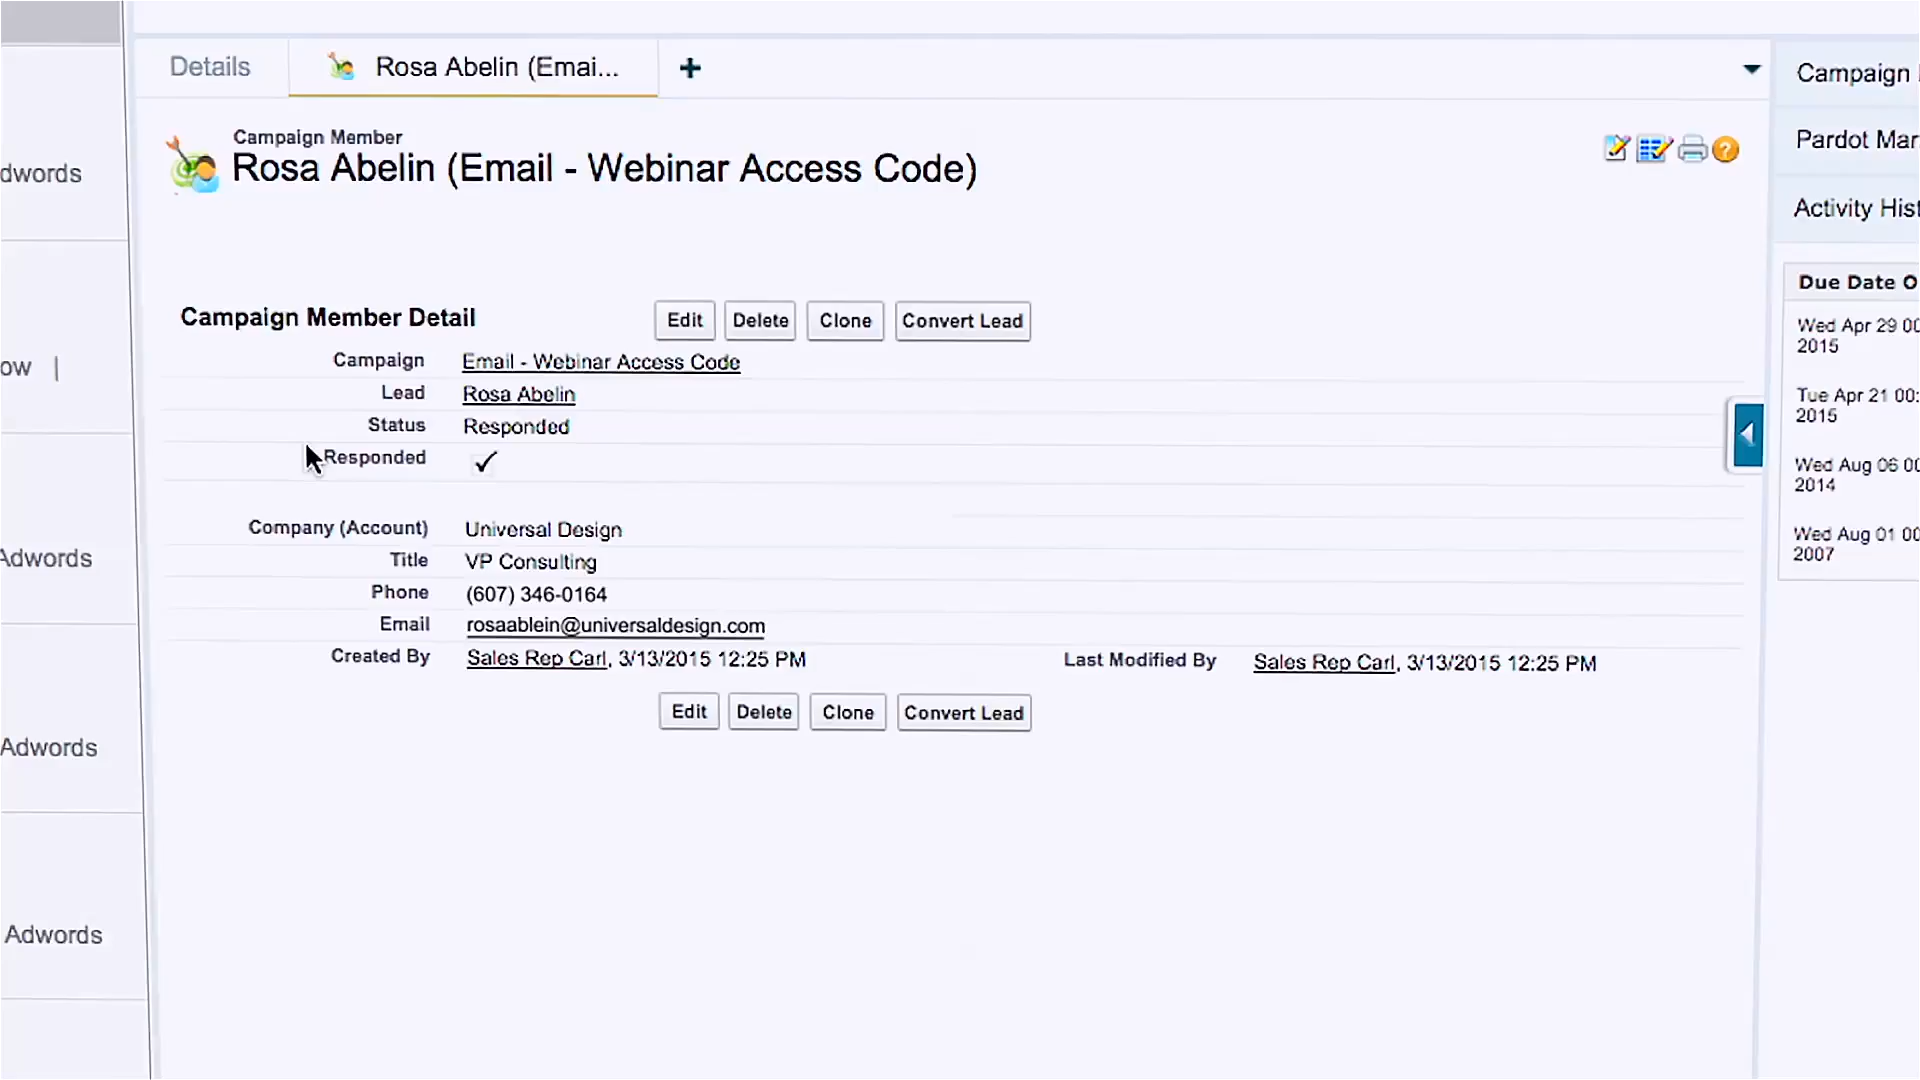 Details
Rosa Abelin (Emai...
Campaign Member
Rosa Abelin (Email - Webinar Access Code)
Campaign Member Detail
Edit
Delete
Clone
Convert Lead
Campaign Email - Webinar Access Code
Lead Rosa Abelin
Status Responded
Responded
Company (Account) Universal Design
Title VP Consulting
Phone (607) 346-0164
Email rosaablein@universaldesign.com
Created By Sales Rep Carl, 3/13/2015 12:25 PM
Last Modified By Sales Rep Carl, 3/13/2015 12:25 PM
Edit
Delete
Clone
Convert Lead
dwords
ow |
Adwords
Adwords
Adwords
Campaign
Pardot Mar
Activity Hist
Due Date O
Wed Apr 29 00
2015
Tue Apr 21 00:
2015
Wed Aug 06 00
2014
Wed Aug 01 00
2007